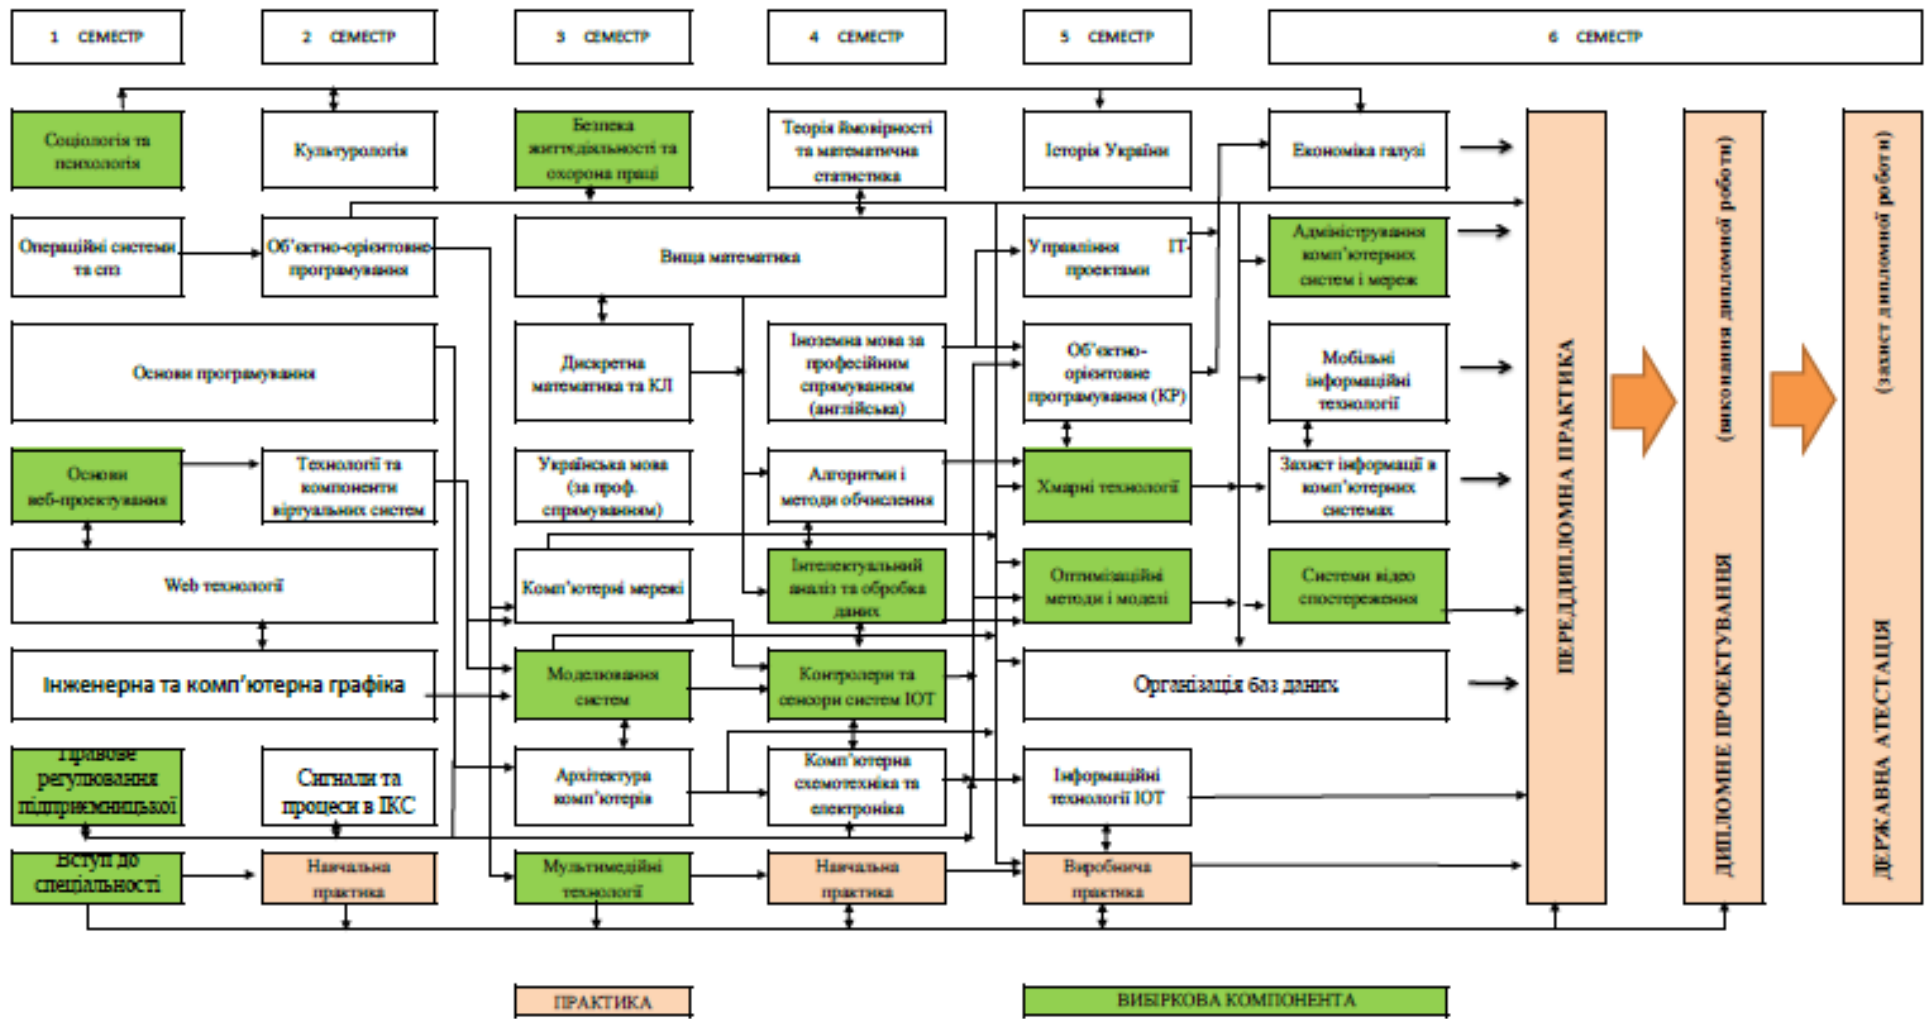 1 СЕМЕСТР
2 СЕМЕСТР
3 СЕМЕСТР
4 СЕМЕСТР
5 СЕМЕСТР
6 СЕМЕСТР
Соціологія та
психологія
Культурологія
Безпека
життєдіяльності та
охорона праці
Теорія ймовірності
та математична
статистика
Історія України
Економіка галузі
Операційні системи
та спз
Об'єктно-орієнтовне
програмування
Вища математика
Управління ІТ-
проектами
Адміністрування
комп'ютерних
систем і мереж
Основи програмування
Дискретна
математика та КЛ
Іноземна мова за
професійним
спрямуванням
(англійська)
Об'єктно-
орієнтовне
програмування (КР)
Мобільні
інформаційні
технології
Основи
веб-проектування
Технології та
компоненти
віртуальних систем
Українська мова
(за проф.
спрямуванням)
Алгоритми і
методи обчислення
Хмарні технології
Захист інформації в
комп'ютерних
системах
Web технології
Комп'ютерні мережі
Інтелектуальний
аналіз та обробка
даних
Оптимізаційні
методи і моделі
Системи відео
спостереження
Інженерна та комп'ютерна графіка
Моделювання
систем
Контролери та
сенсори систем ІОТ
Організація баз даних
Правове
регулювання
підприємницької
Сигнали та
процеси в ІКС
Архітектура
комп'ютерів
Комп'ютерна
схемотехніка та
електроніка
Інформаційні
технології ІОТ
Вступ до
спеціальності
Навчальна
практика
Мультимедійні
технології
Навчальна
практика
Виробнича
практика
ПЕРЕДДИПЛОМНА ПРАКТИКА
ДИПЛОМНЕ ПРОЕКТУВАННЯ (виконання дипломної роботи)
ДЕРЖАВНА АТЕСТАЦІЯ (захист дипломної роботи)
ПРАКТИКА
ВИБІРКОВА КОМПОНЕНТА